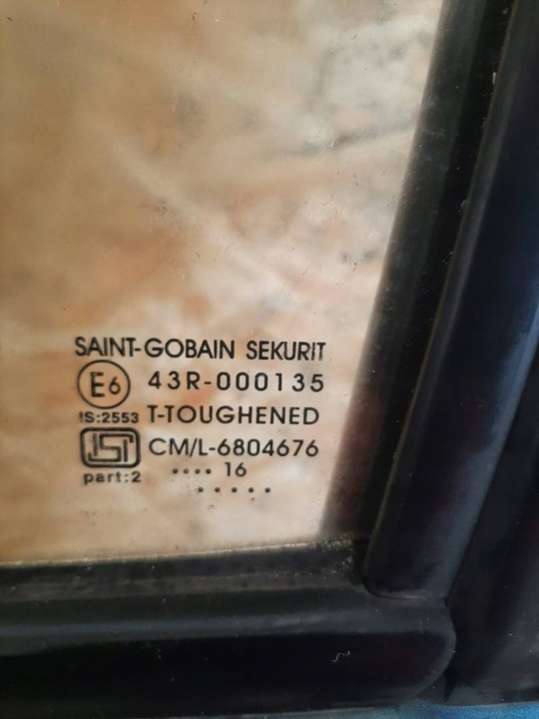 SAINT-GOBAIN SEKURIT
E6 43R-000135
IS:2553 T-TOUGHENED
ISI CM/L-6804676
.... 16
part:2
.....